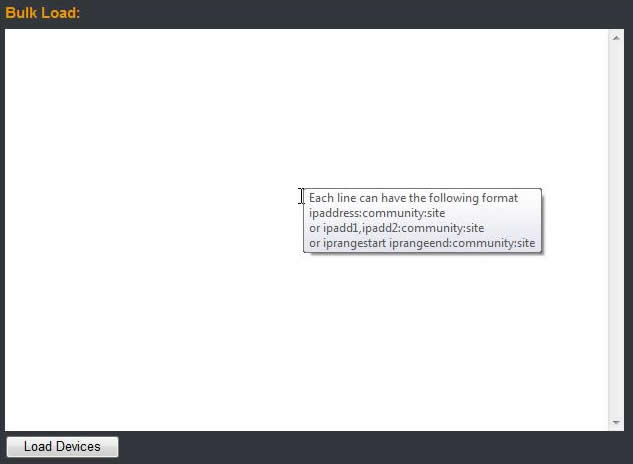 Bulk Load:
Each line can have the following format
ipaddress:community:site
or ipadd1,ipadd2:community:site
or iprangestart iprangeend:community:site
Load Devices